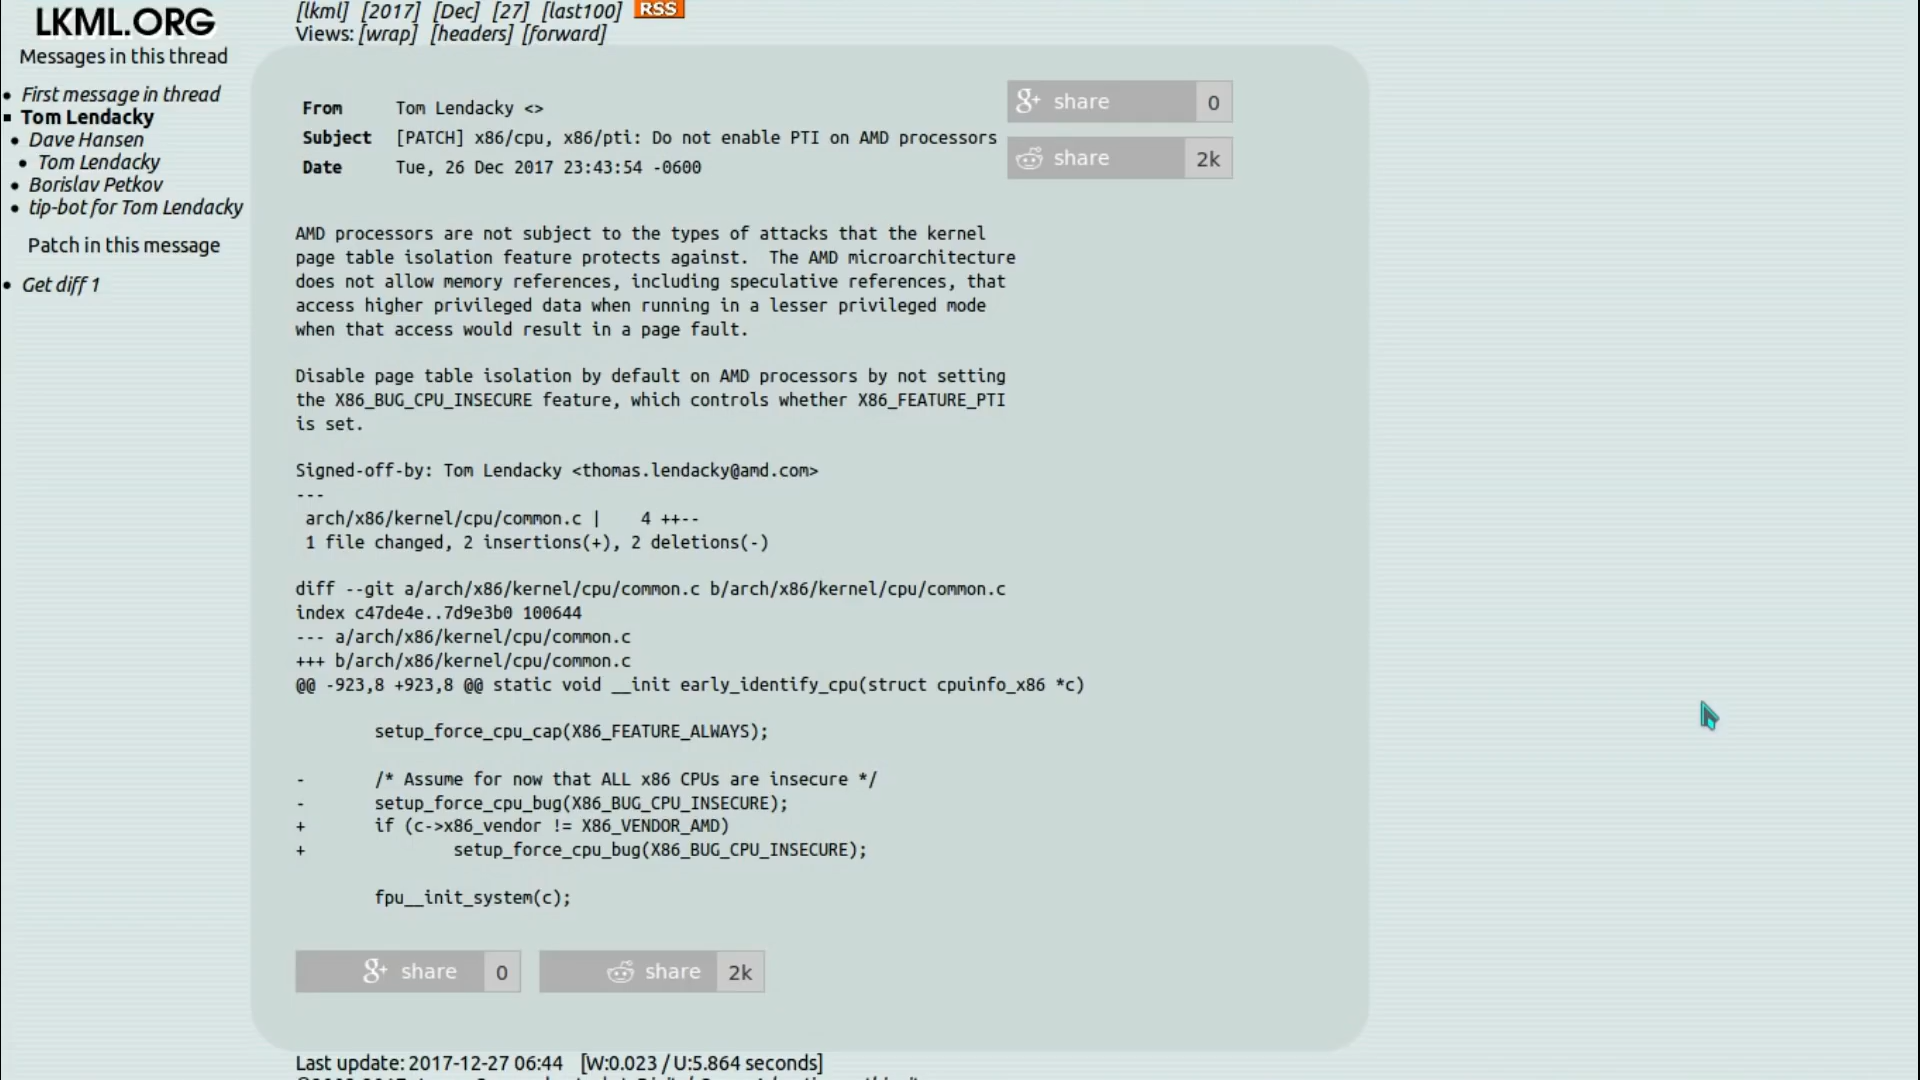 LKML.ORG
[lkml] [2017] [Dec] [27] [last100] RSS
Views: [wrap] [headers] [forward]
Messages in this thread
First message in thread
Tom Lendacky
Dave Hansen
Tom Lendacky
Borislav Petkov
tip-bot for Tom Lendacky
Patch in this message
Get diff 1
From Tom Lendacky <>
Subject [PATCH] x86/cpu, x86/pti: Do not enable PTI on AMD processors
Date Tue, 26 Dec 2017 23:43:54 -0600
g+ share 0
share 2k
AMD processors are not subject to the types of attacks that the kernel
page table isolation feature protects against.  The AMD microarchitecture
does not allow memory references, including speculative references, that
access higher privileged data when running in a lesser privileged mode
when that access would result in a page fault.
Disable page table isolation by default on AMD processors by not setting
the X86_BUG_CPU_INSECURE feature, which controls whether X86_FEATURE_PTI
is set.
Signed-off-by: Tom Lendacky <thomas.lendacky@amd.com>
---
arch/x86/kernel/cpu/common.c |    4 ++--
1 file changed, 2 insertions(+), 2 deletions(-)
diff --git a/arch/x86/kernel/cpu/common.c b/arch/x86/kernel/cpu/common.c
index c47de4e..7d9e3b0 100644
--- a/arch/x86/kernel/cpu/common.c
+++ b/arch/x86/kernel/cpu/common.c
@@ -923,8 +923,8 @@ static void __init early_identify_cpu(struct cpuinfo_x86 *c)
setup_force_cpu_cap(X86_FEATURE_ALWAYS);
-       /* Assume for now that ALL x86 CPUs are insecure */
-       setup_force_cpu_bug(X86_BUG_CPU_INSECURE);
+       if (c->x86_vendor != X86_VENDOR_AMD)
+               setup_force_cpu_bug(X86_BUG_CPU_INSECURE);
fpu__init_system(c);
g+ share 0
share 2k
Last update: 2017-12-27 06:44 [W:0.023 / U:5.864 seconds]